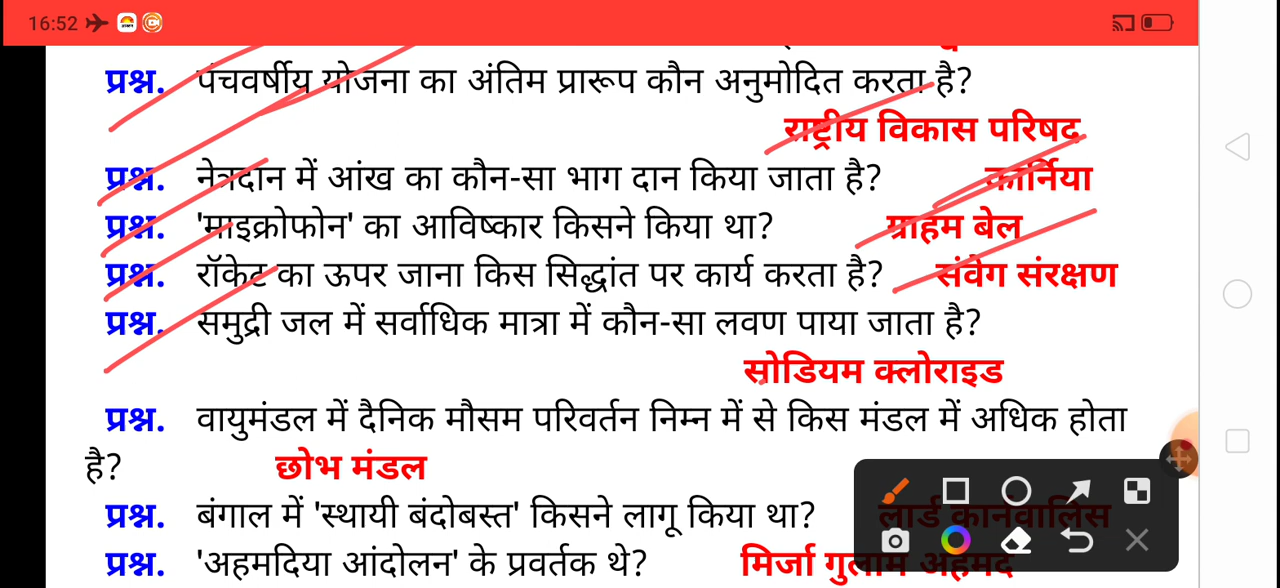 16:52
प्रश्न. पंचवर्षीय योजना का अंतिम प्रारूप कौन अनुमोदित करता है?
राष्ट्रीय विकास परिषद
प्रश्न. नेत्रदान में आंख का कौन-सा भाग दान किया जाता है? कार्निया
प्रश्न. 'माइक्रोफोन' का आविष्कार किसने किया था? ग्राहम बेल
प्रश्न. रॉकेट का ऊपर जाना किस सिद्धांत पर कार्य करता है? संवेग संरक्षण
प्रश्न. समुद्री जल में सर्वाधिक मात्रा में कौन-सा लवण पाया जाता है?
सोडियम क्लोराइड
प्रश्न. वायुमंडल में दैनिक मौसम परिवर्तन निम्न में से किस मंडल में अधिक होता
है? छोभ मंडल
प्रश्न. बंगाल में 'स्थायी बंदोबस्त' किसने लागू किया था? लार्ड कार्नवालिस
प्रश्न. 'अहमदिया आंदोलन' के प्रवर्तक थे? मिर्जा गुलाम अहमद